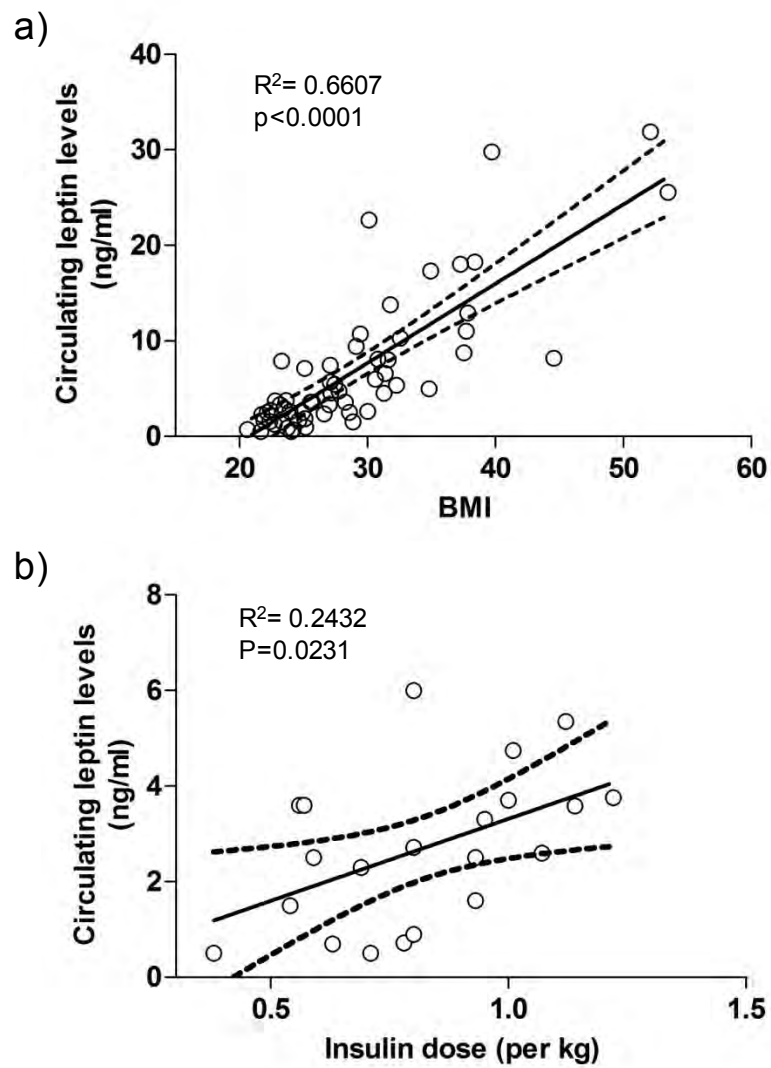 a)
R²= 0.6607
p<0.0001
Circulating leptin levels
(ng/ml)
40
30
20
10
0
20 30 40 50 60
BMI
b)
R²= 0.2432
P=0.0231
Circulating leptin levels
(ng/ml)
8
6
4
2
0
0.5 1.0 1.5
Insulin dose (per kg)